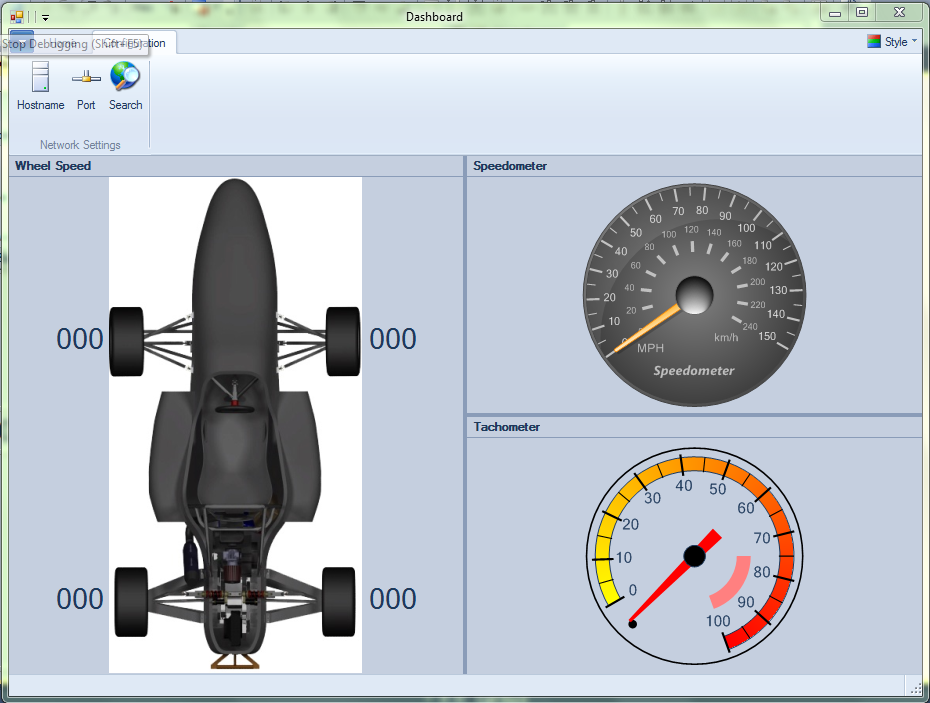 Dashboard
Stop Debugging (Shift+F5)
Home
Configuration
Style
Hostname Port Search
Network Settings
Wheel Speed
000 000
000 000
Speedometer
0 10 20 30 40 50 60 70 80 90 100 110 120 130 140 150
0 20 40 60 80 100 120 140 160 180 200 220 240
MPH km/h
Speedometer
Tachometer
0 10 20 30 40 50 60 70 80 90 100